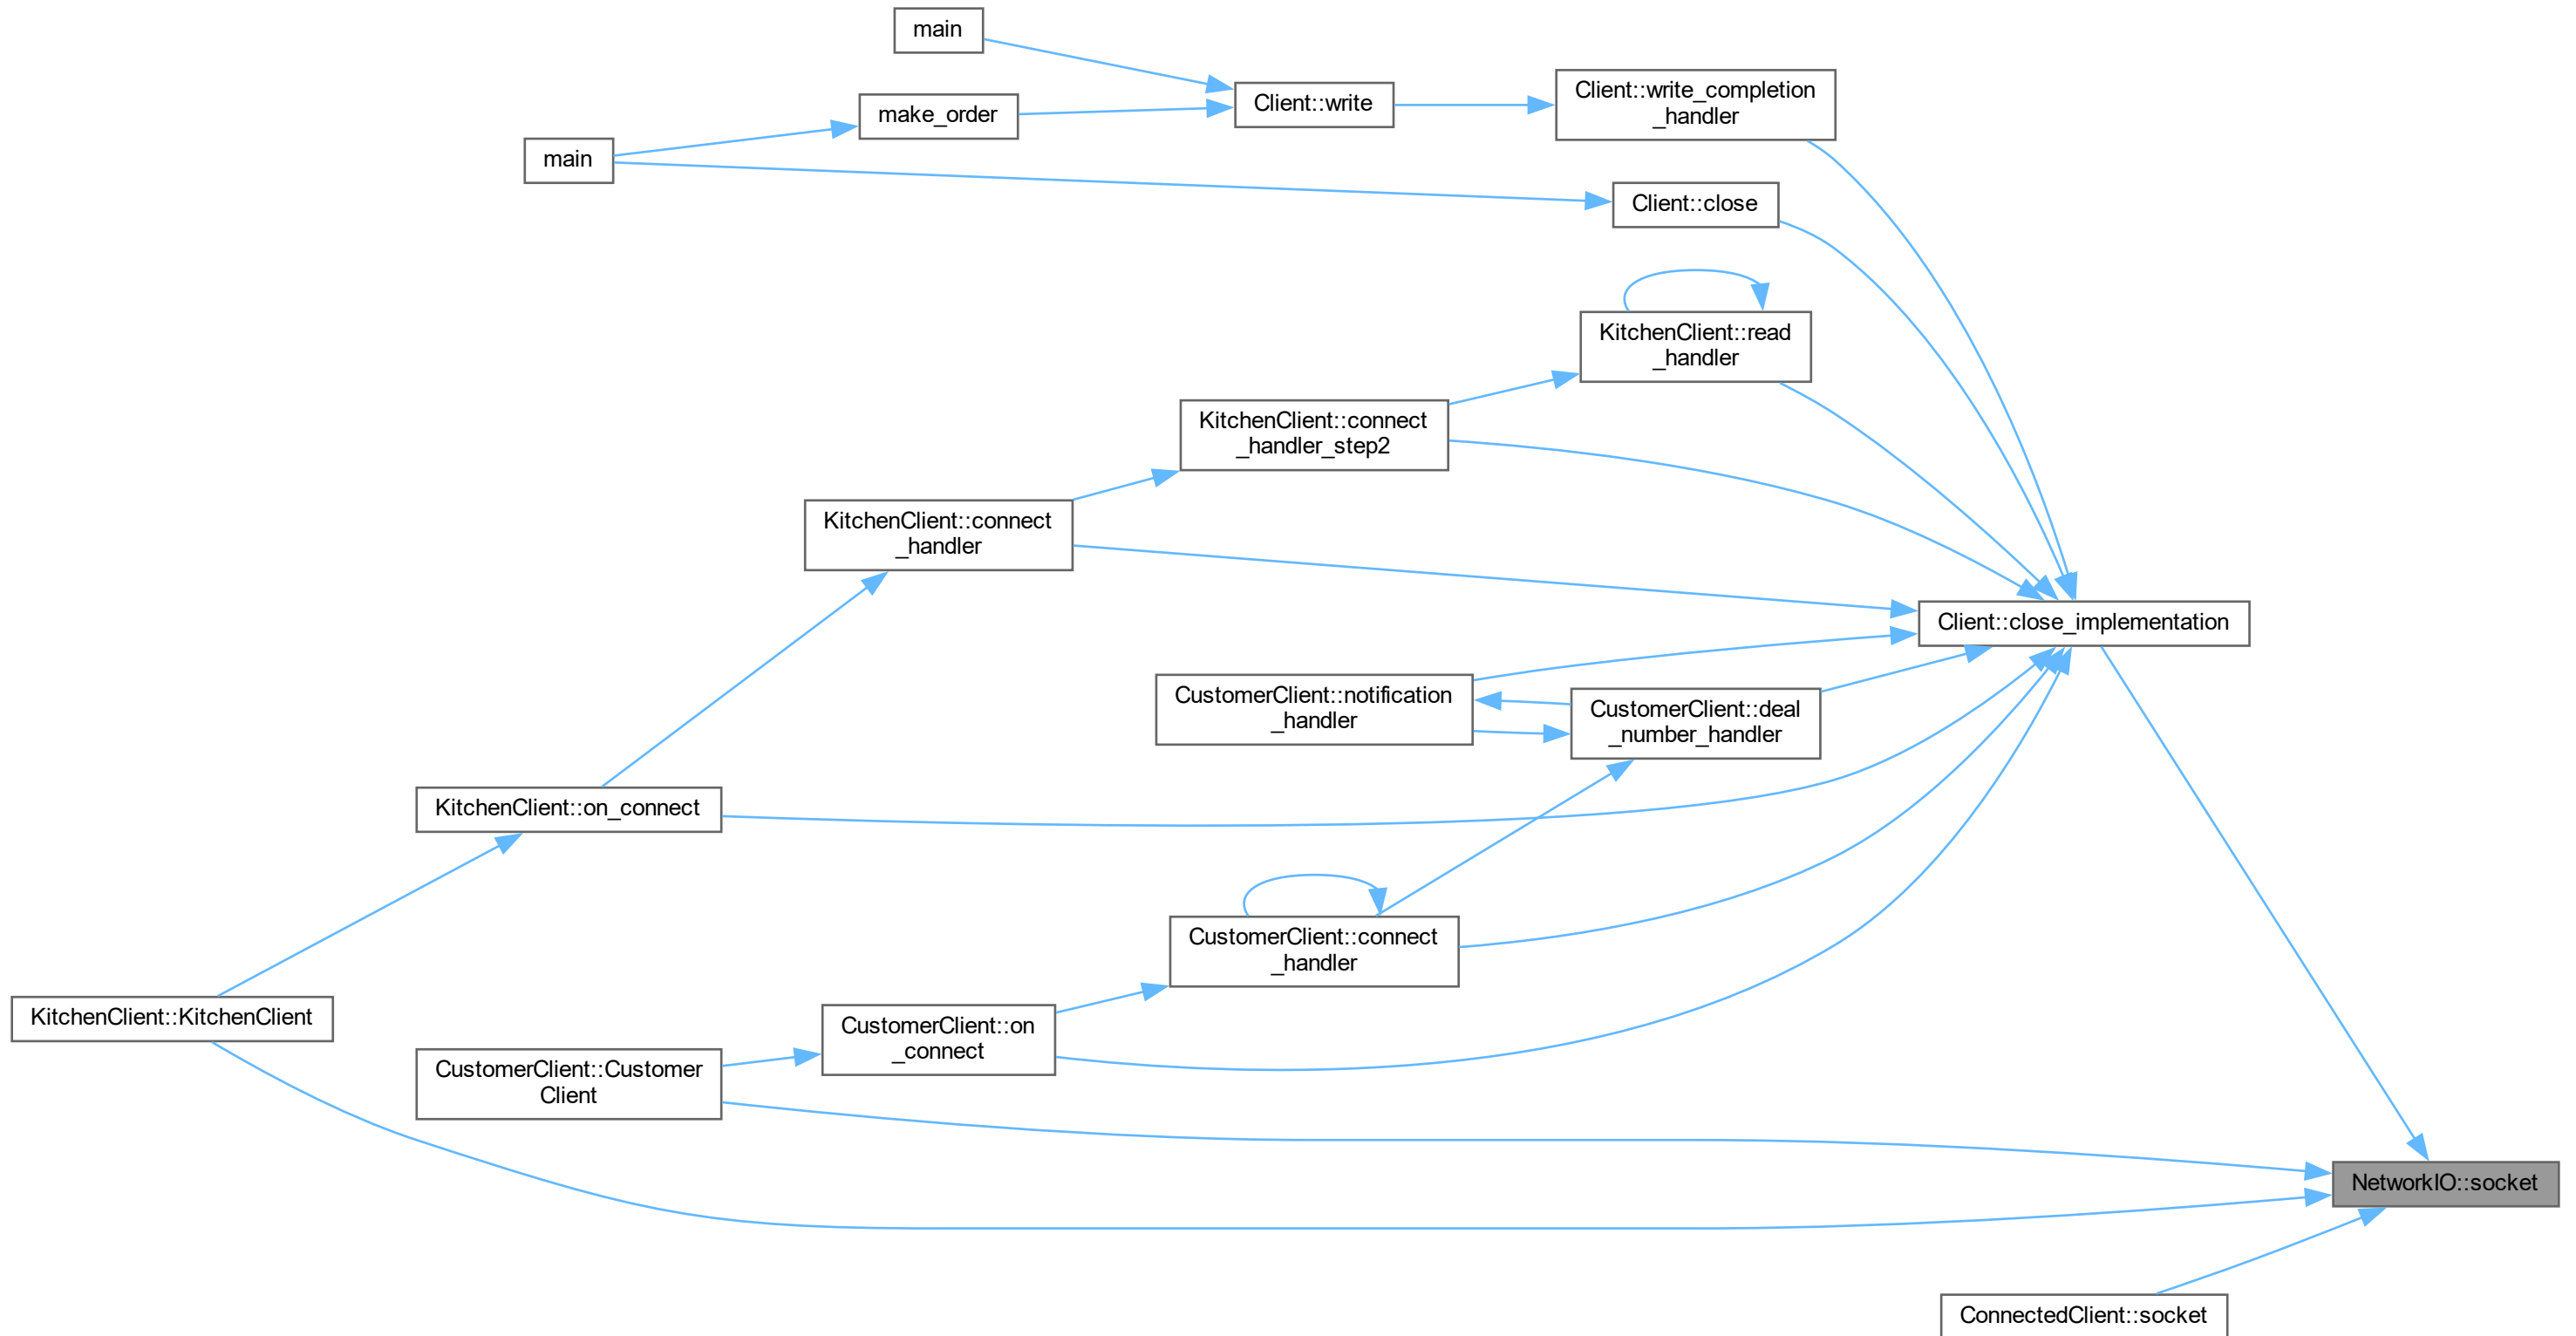 main
Client::write_completion
_handler
Client::write
make_order
main
Client::close
KitchenClient::read
_handler
KitchenClient::connect
_handler_step2
KitchenClient::connect
_handler
Client::close_implementation
CustomerClient::notification
_handler
CustomerClient::deal
_number_handler
KitchenClient::on_connect
CustomerClient::connect
_handler
KitchenClient::KitchenClient
CustomerClient::on
_connect
CustomerClient::Customer
Client
NetworkIO::socket
ConnectedClient::socket